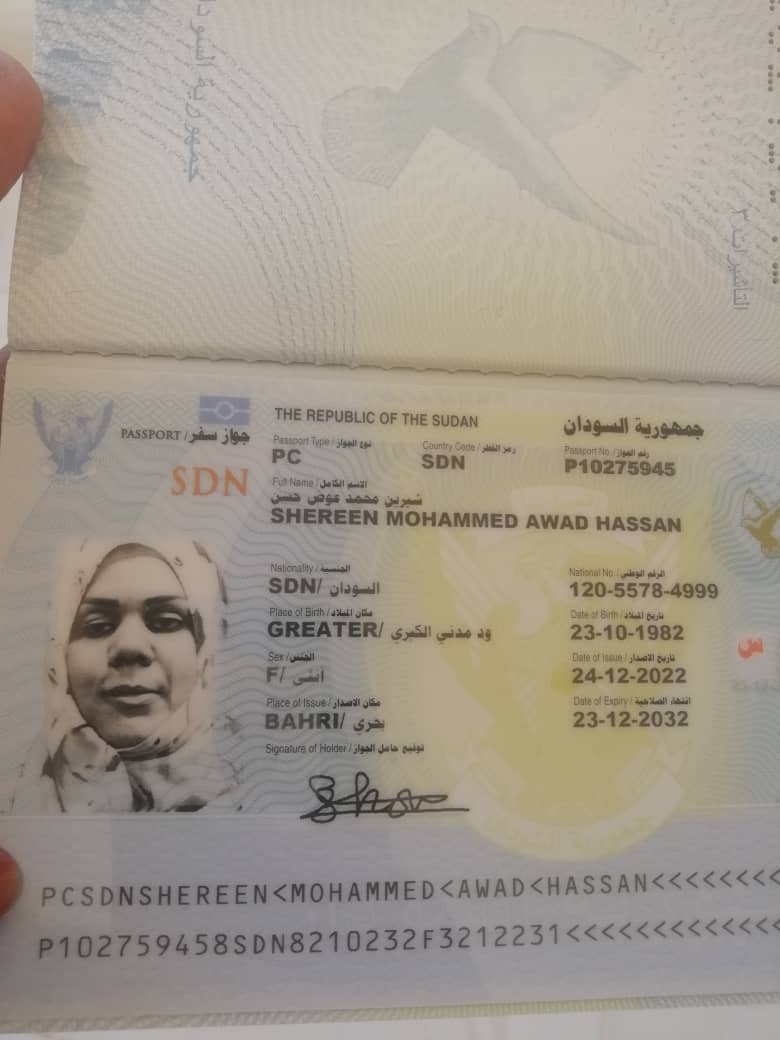 جمهورية السودا
التأشيرات ٣
THE REPUBLIC OF THE SUDAN جمهورية السودان
PASSPORT / جواز سفر
Passport Type / نوع الجواز Country Code / رمز القطر Passport No. / رقم الجواز
PC SDN P10275945
SDN
Full Name / الاسم الكامل
شيرين محمد عوض حسن
SHEREEN MOHAMMED AWAD HASSAN
Nationality / الجنسية National No. / الرقم الوطني
SDN/ السودان 120-5578-4999
Place of Birth / مكان الميلاد Date of Birth / تاريخ الميلاد
GREATER/ ود مدني الكبري 23-10-1982
Sex / الجنس Date of Issue / تاريخ الاصدار
F/ أنثى 24-12-2022
س
Place of Issue / مكان الاصدار Date of Expiry / انتهاء الصلاحية
BAHRI/ بحري 23-12-2032
Signature of Holder / توقيع حامل الجواز
جمهورية السودان
PCSDNSHEREEN<MOHAMMED<AWAD<HASSAN<<<<<<<<
P102759458SDN8210232F3212231<<<<<<<<<<<<<